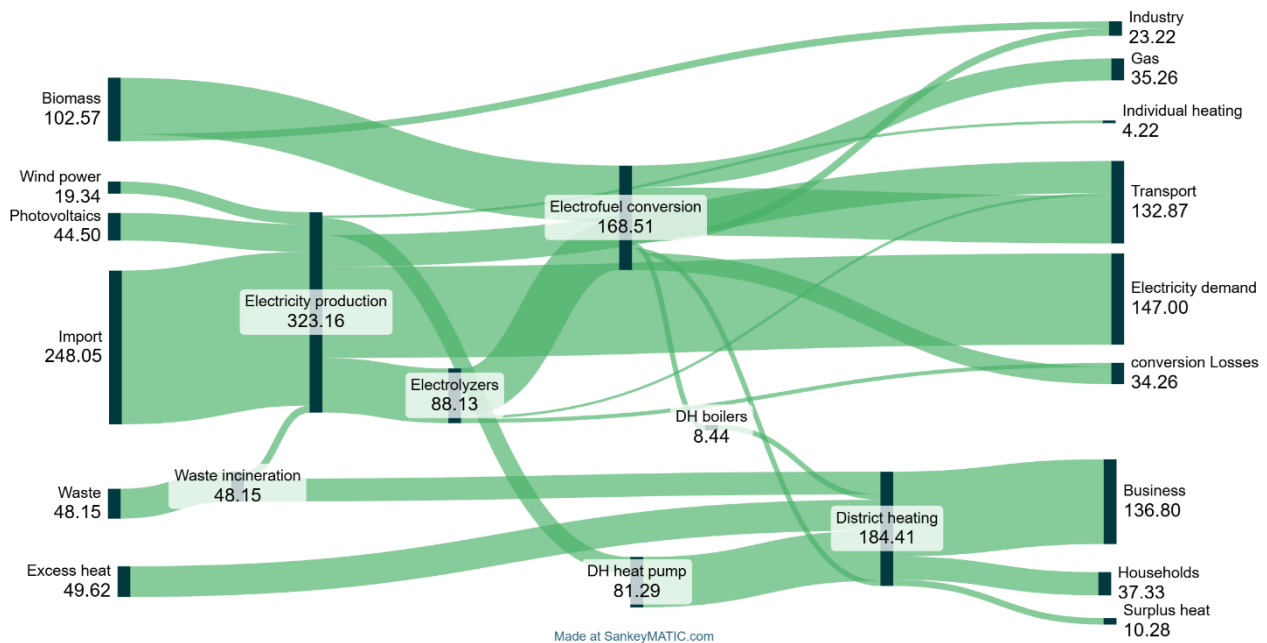 Biomass
102.57
Wind power
19.34
Photovoltaics
44.50
Import
248.05
Waste
48.15
Excess heat
49.62
Waste incineration
48.15
Electricity production
323.16
Electrolyzers
88.13
Electrofuel conversion
168.51
DH boilers
8.44
DH heat pump
81.29
District heating
184.41
Industry
23.22
Gas
35.26
Individual heating
4.22
Transport
132.87
Electricity demand
147.00
conversion Losses
34.26
Business
136.80
Households
37.33
Surplus heat
10.28
Made at SankeyMATIC.com